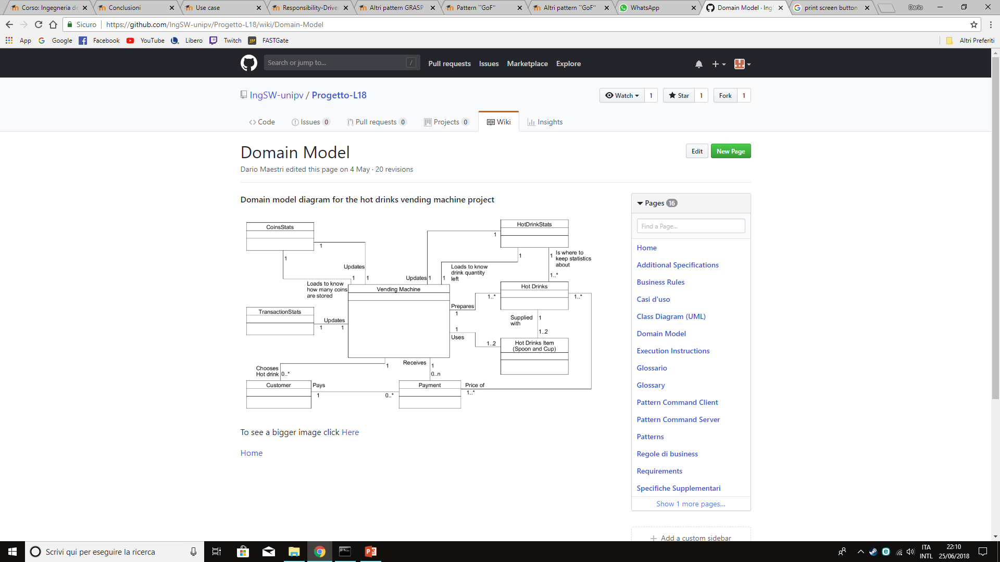 Corso: Ingegneria de
Conclusioni
Use case
Responsibility-Driver
Altri pattern GRASP
Pattern ``GoF''
Altri pattern ``GoF''
WhatsApp
Domain Model · Ing
print screen button
Dario
Sicuro
https://github.com/IngSW-unipv/Progetto-L18/wiki/Domain-Model
App
Google
Facebook
YouTube
Libero
Twitch
FASTGate
Altri Preferiti
Search or jump to...
/
Pull requests
Issues
Marketplace
Explore
IngSW-unipv / Progetto-L18
Watch 1
Star 1
Fork 1
Code
Issues 0
Pull requests 0
Projects 0
Wiki
Insights
Domain Model
Edit
New Page
Dario Maestri edited this page on 4 May · 20 revisions
Domain model diagram for the hot drinks vending machine project
CoinsStats
1
1
Updates
1
1
Loads to know
how many coins
are stored
HotDrinkStats
1
1
1
Is where to
keep statistics
about
1..*
Updates
1
1
Loads to know
drink quantity
left
Vending Machine
Hot Drinks
1..*
1..*
Prepares
1
TransactionStats
Updates
1
1
Supplied
with
1
1..2
1
Uses
1..2
Hot Drinks Item
(Spoon and Cup)
Chooses
Hot drink
0..*
1
Receives
1
0..n
Customer
Pays
1
0..*
Payment
Price of
1..*
To see a bigger image click Here
Home
Pages 16
Find a Page...
Home
Additional Specifications
Business Rules
Casi d'uso
Class Diagram (UML)
Domain Model
Execution Instructions
Glossario
Glossary
Pattern Command Client
Pattern Command Server
Patterns
Regole di business
Requirements
Specifiche Supplementari
Show 1 more pages...
Add a custom sidebar
Scrivi qui per eseguire la ricerca
ITA
INTL
22:10
25/06/2018